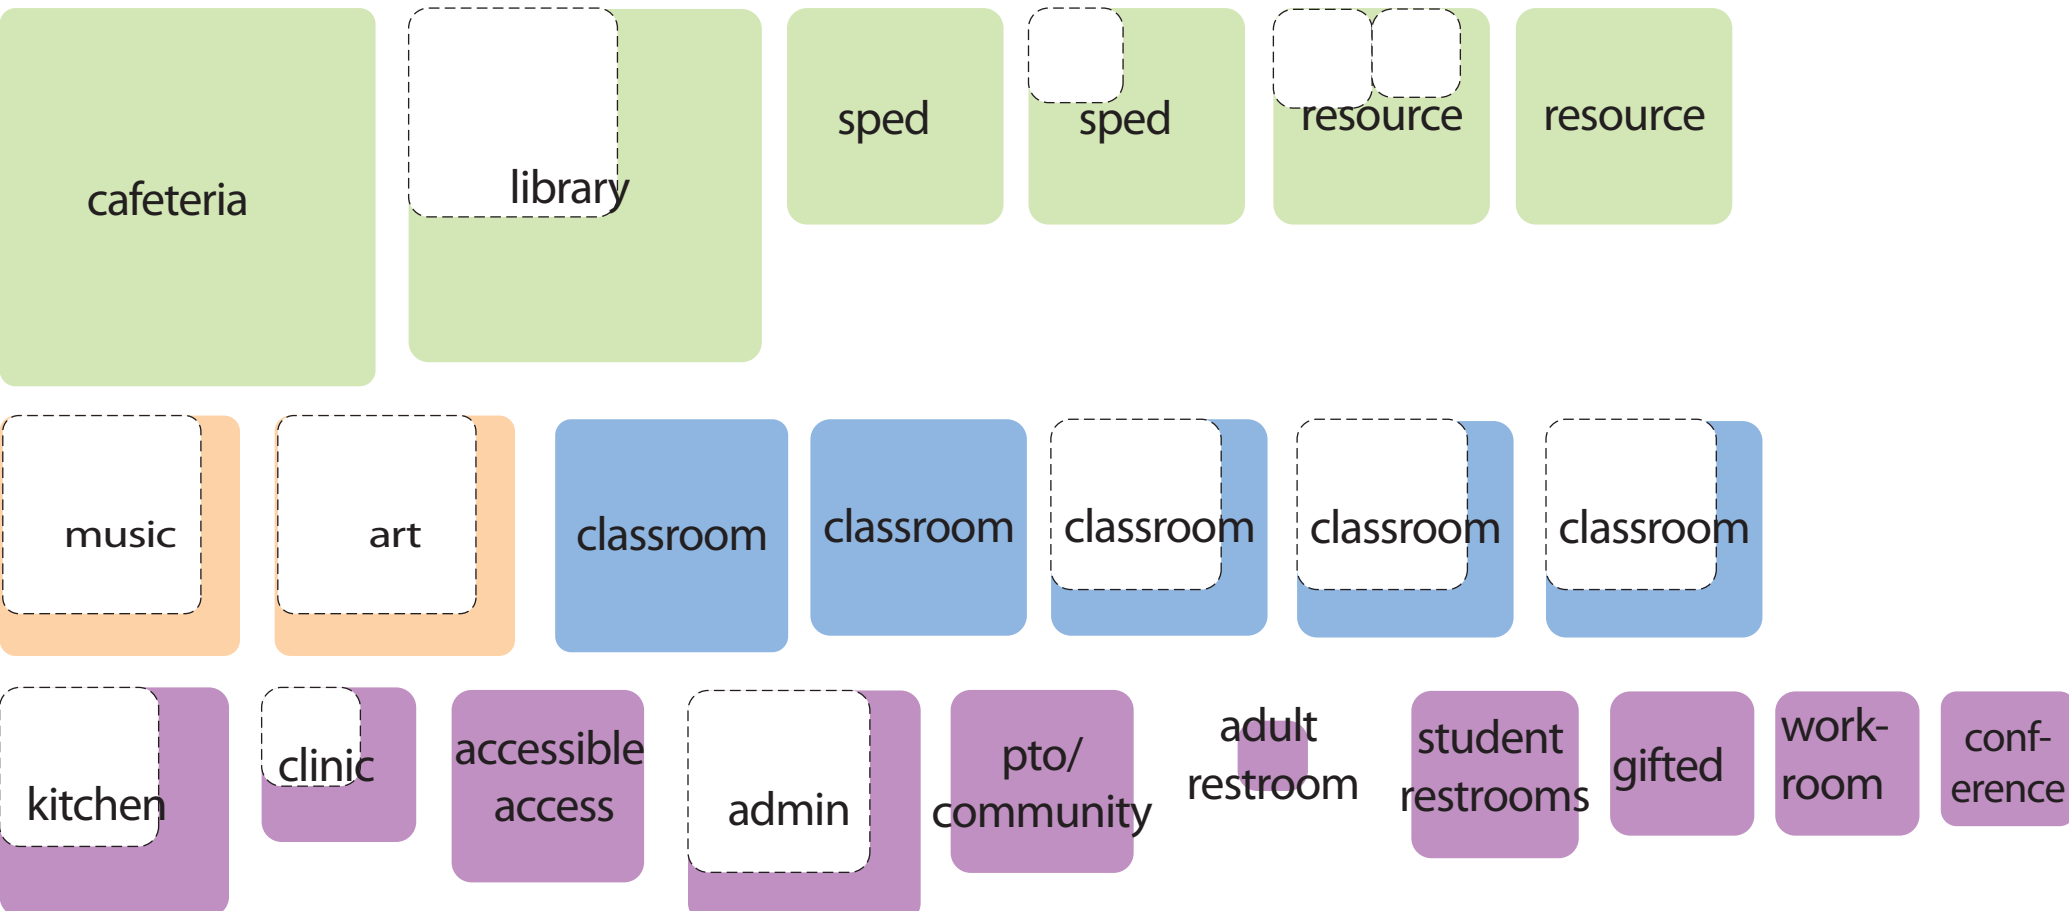 cafeteria
library
sped
sped
resource
resource
music
art
classroom
classroom
classroom
classroom
classroom
kitchen
clinic
accessible
access
admin
pto/
community
adult
restroom
student
restrooms
gifted
work-
room
conf-
erence